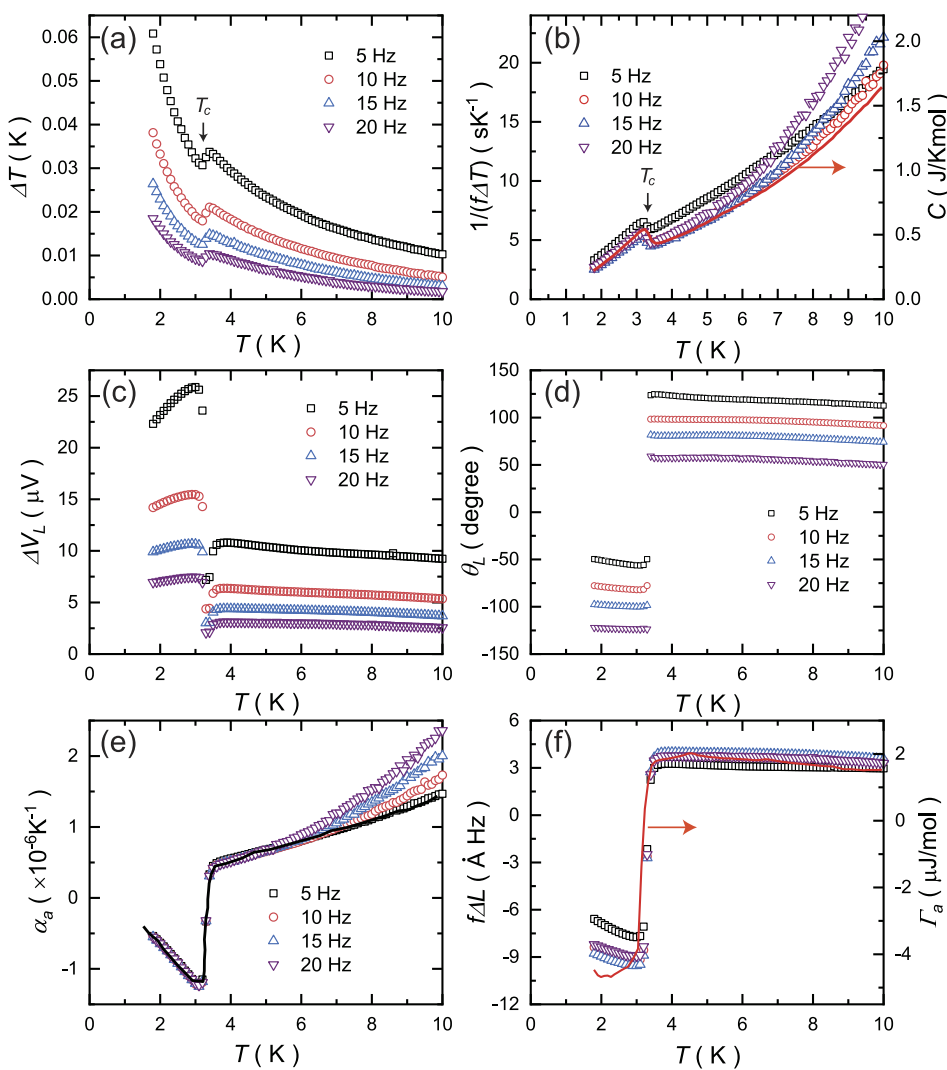 (a)
0.06
0.05
0.04
0.03
0.02
0.01
0.00
ΔT ( K )
T_c
5 Hz
10 Hz
15 Hz
20 Hz
0 2 4 6 8 10
T ( K )
(b)
20
15
10
5
0
1/(fΔT) ( sK⁻¹ )
T_c
5 Hz
10 Hz
15 Hz
20 Hz
2.0
1.5
1.0
0.5
0.0
C ( J/Kmol )
0 1 2 3 4 5 6 7 8 9 10
T ( K )
(c)
25
20
15
10
5
0
ΔV_L ( μV )
5 Hz
10 Hz
15 Hz
20 Hz
0 2 4 6 8 10
T ( K )
(d)
150
100
50
0
-50
-100
-150
θ_L ( degree )
5 Hz
10 Hz
15 Hz
20 Hz
0 2 4 6 8 10
T ( K )
(e)
2
1
0
-1
α_a ( ×10⁻⁶K⁻¹ )
5 Hz
10 Hz
15 Hz
20 Hz
0 2 4 6 8 10
T ( K )
(f)
6
3
0
-3
-6
-9
-12
fΔL ( Å Hz )
2
0
-2
-4
Γ_a ( μJ/mol )
0 2 4 6 8 10
T ( K )